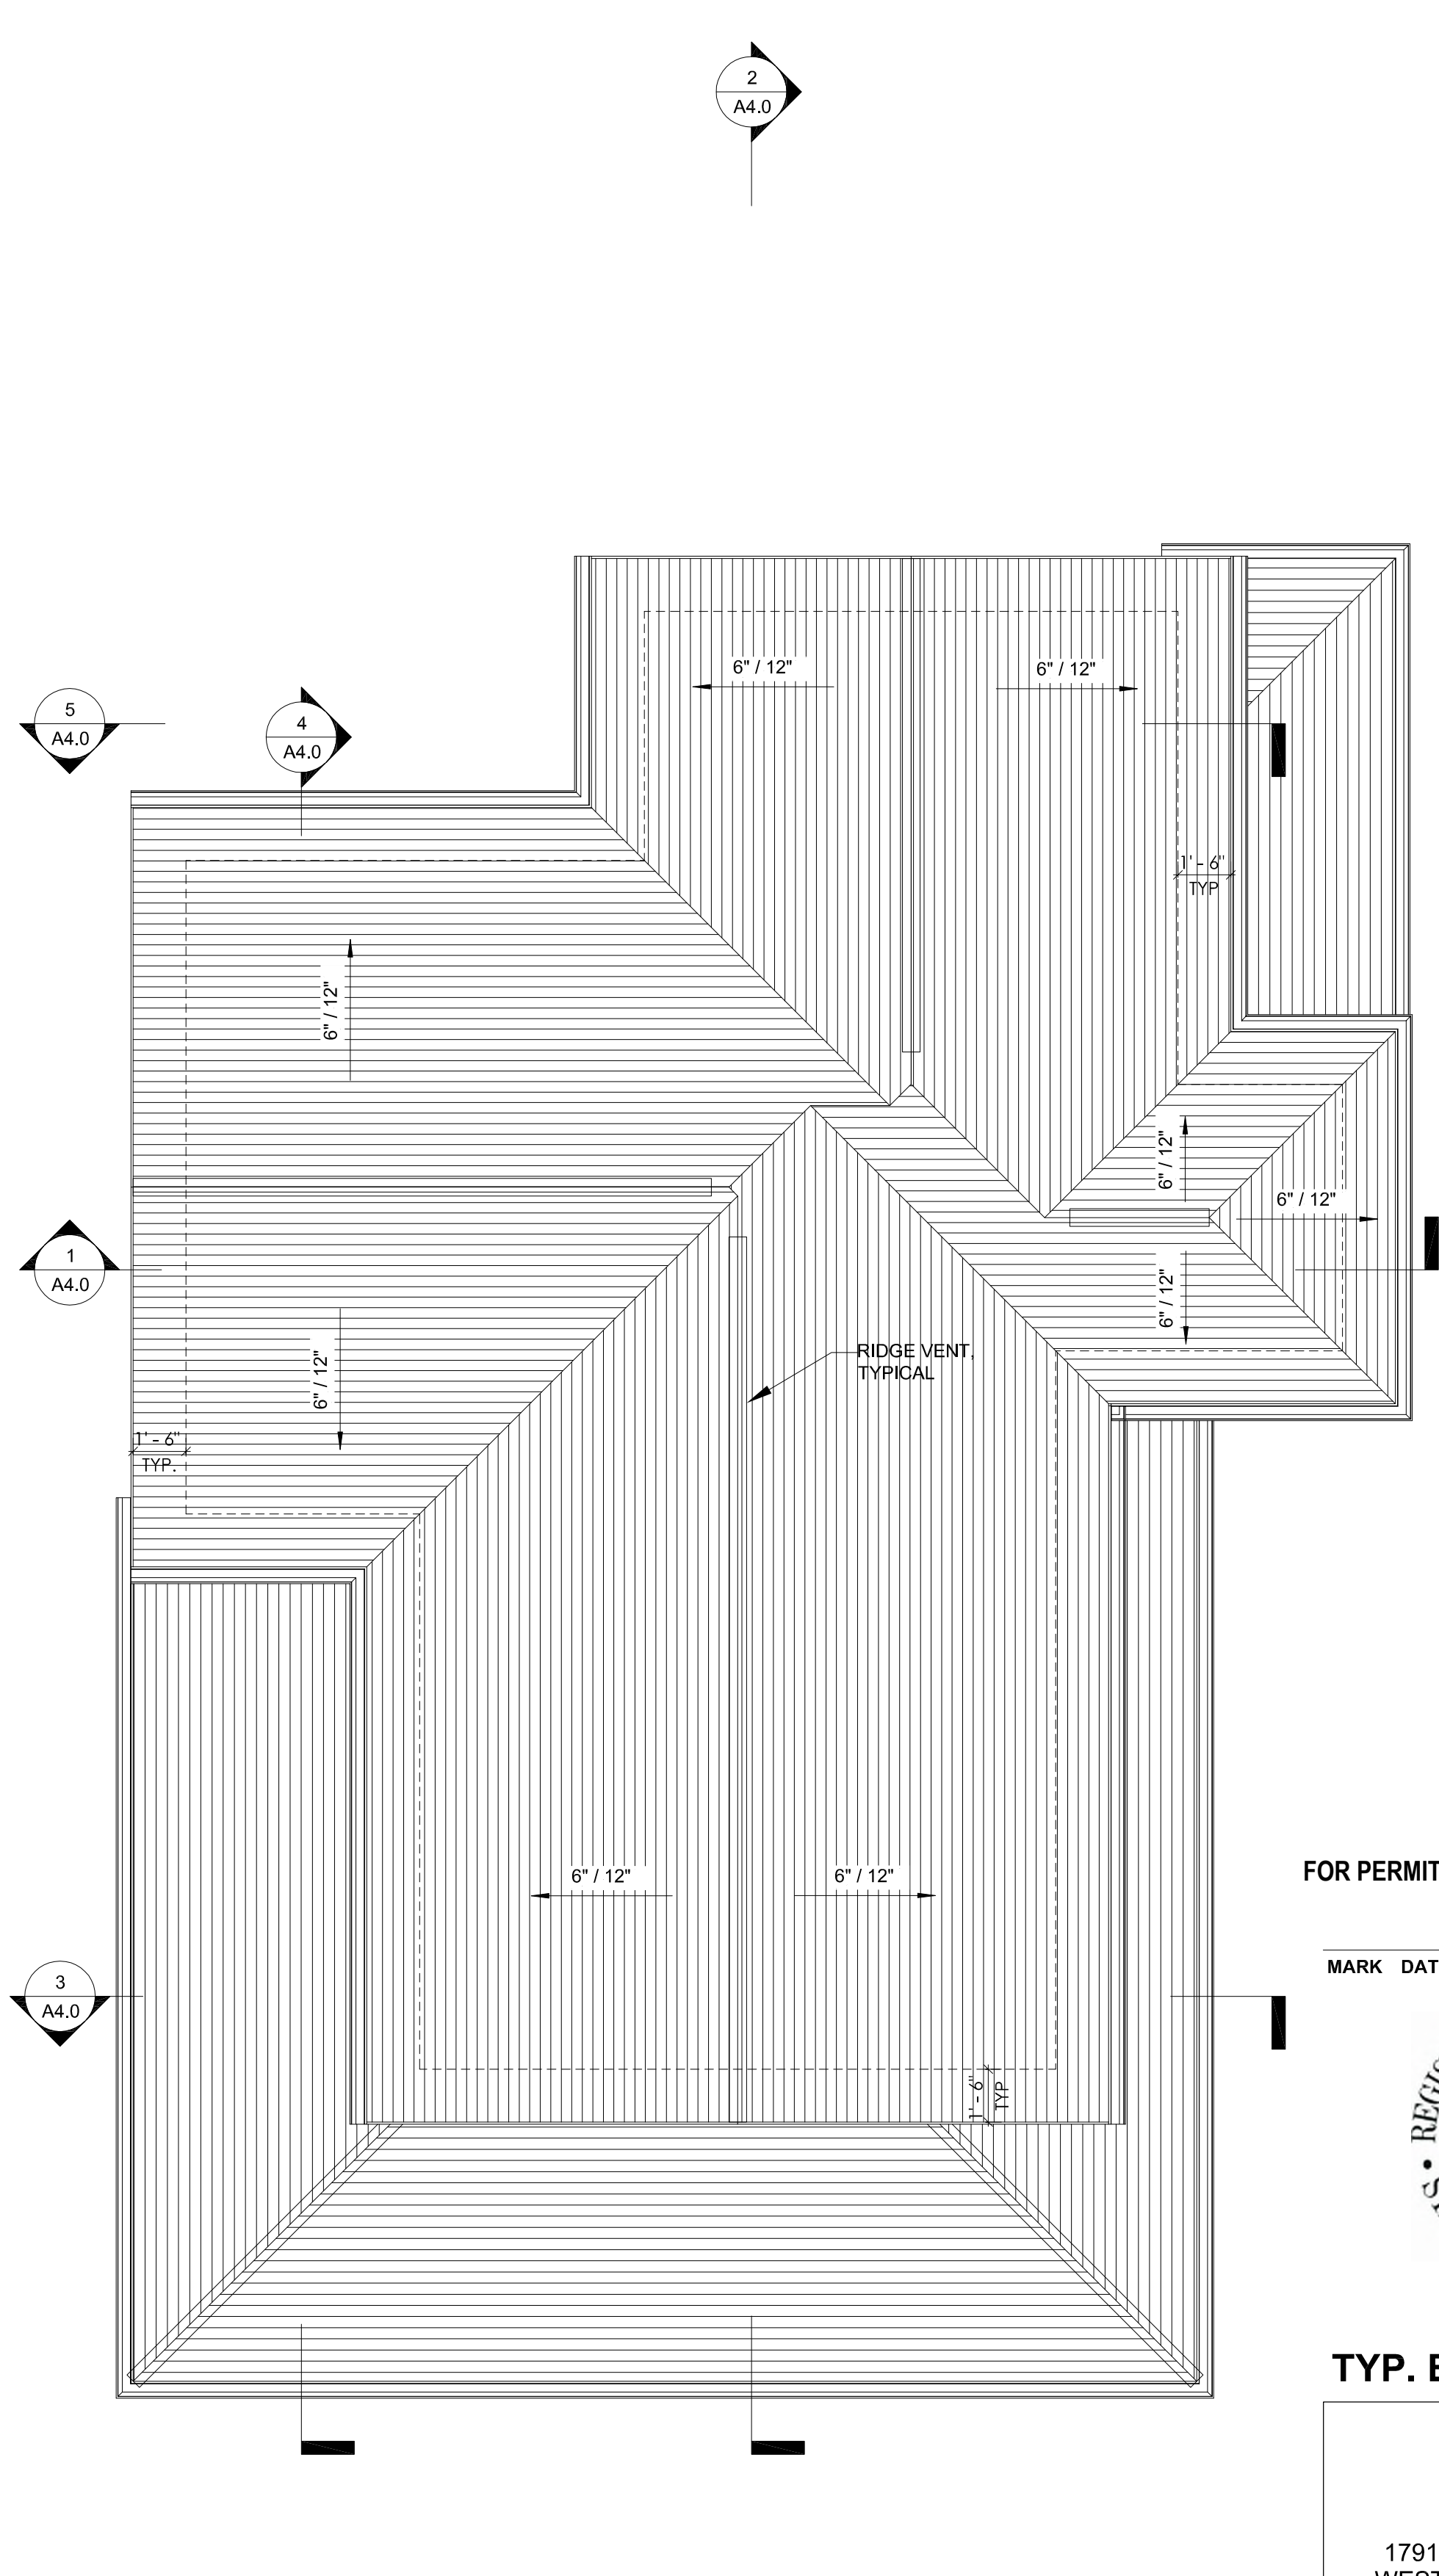 2
A4.0
6" / 12"
6" / 12"
5
A4.0
4
A4.0
1' - 6"
TYP
6" / 12"
6" / 12"
6" / 12"
1
A4.0
6" / 12"
RIDGE VENT,
TYPICAL
6" / 12"
1' - 6"
TYP.
6" / 12"
6" / 12"
FOR PERMIT
MARK DAT
3
A4.0
1' - 6"
TYP
TYP. E
1791